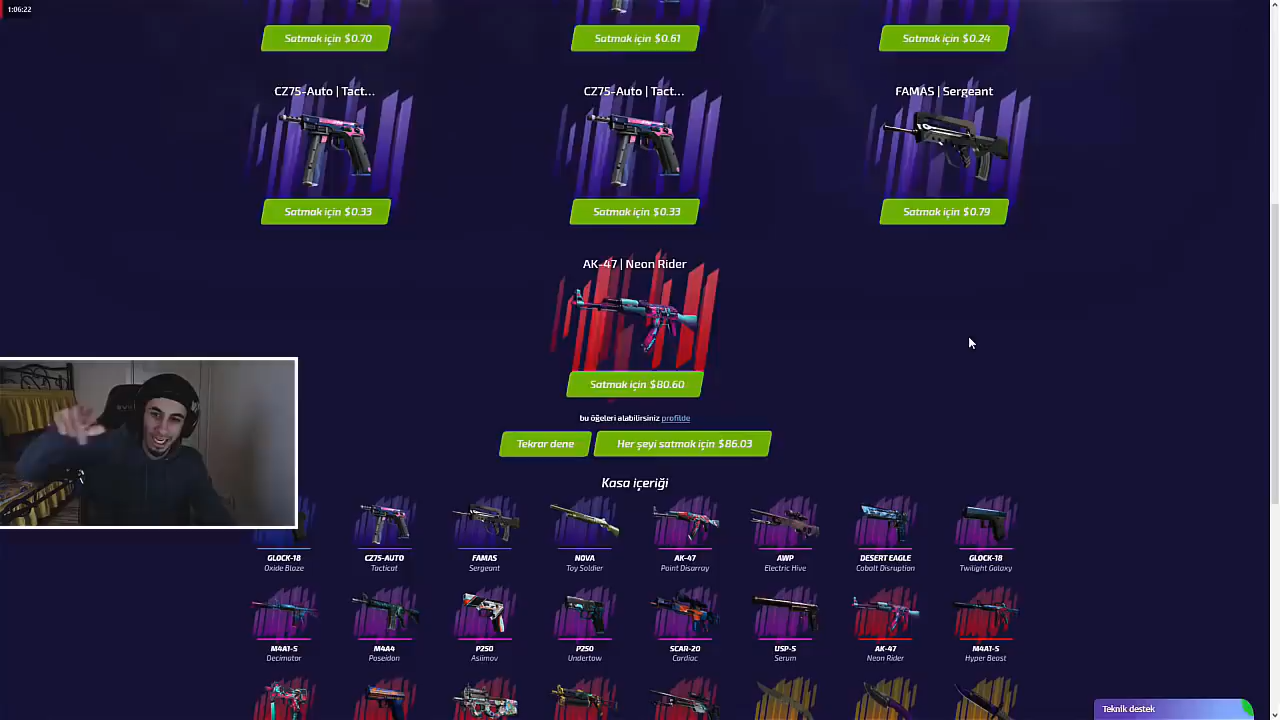 1:06:22
Satmak için $0.70
Satmak için $0.61
Satmak için $0.24
CZ75-Auto | Tact...
CZ75-Auto | Tact...
FAMAS | Sergeant
Satmak için $0.33
Satmak için $0.33
Satmak için $0.79
AK-47 | Neon Rider
Satmak için $80.60
bu öğeleri alabilirsiniz profilde
Tekrar dene
Her şeyi satmak için $86.03
Kasa içeriği
GLOCK-18
Oxide Blaze
CZ75-AUTO
Tacticat
FAMAS
Sergeant
NOVA
Toy Soldier
AK-47
Point Disarray
AWP
Electric Hive
DESERT EAGLE
Cobalt Disruption
GLOCK-18
Twilight Galaxy
M4A1-S
Decimator
M4A4
Poseidon
P250
Asiimov
P250
Undertow
SCAR-20
Cardiac
USP-S
Serum
AK-47
Neon Rider
M4A1-S
Hyper Beast
Teknik destek